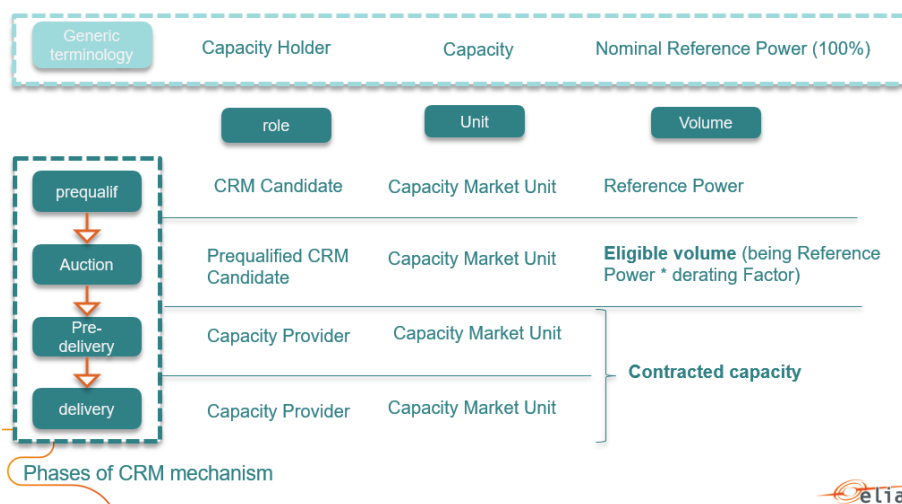 Generic
terminology
Capacity Holder
Capacity
Nominal Reference Power (100%)
role
Unit
Volume
prequalif
CRM Candidate
Capacity Market Unit
Reference Power
Auction
Prequalified CRM
Candidate
Capacity Market Unit
Eligible volume (being Reference
Power * derating Factor)
Pre-
delivery
Capacity Provider
Capacity Market Unit
Contracted capacity
delivery
Capacity Provider
Capacity Market Unit
Phases of CRM mechanism
elia